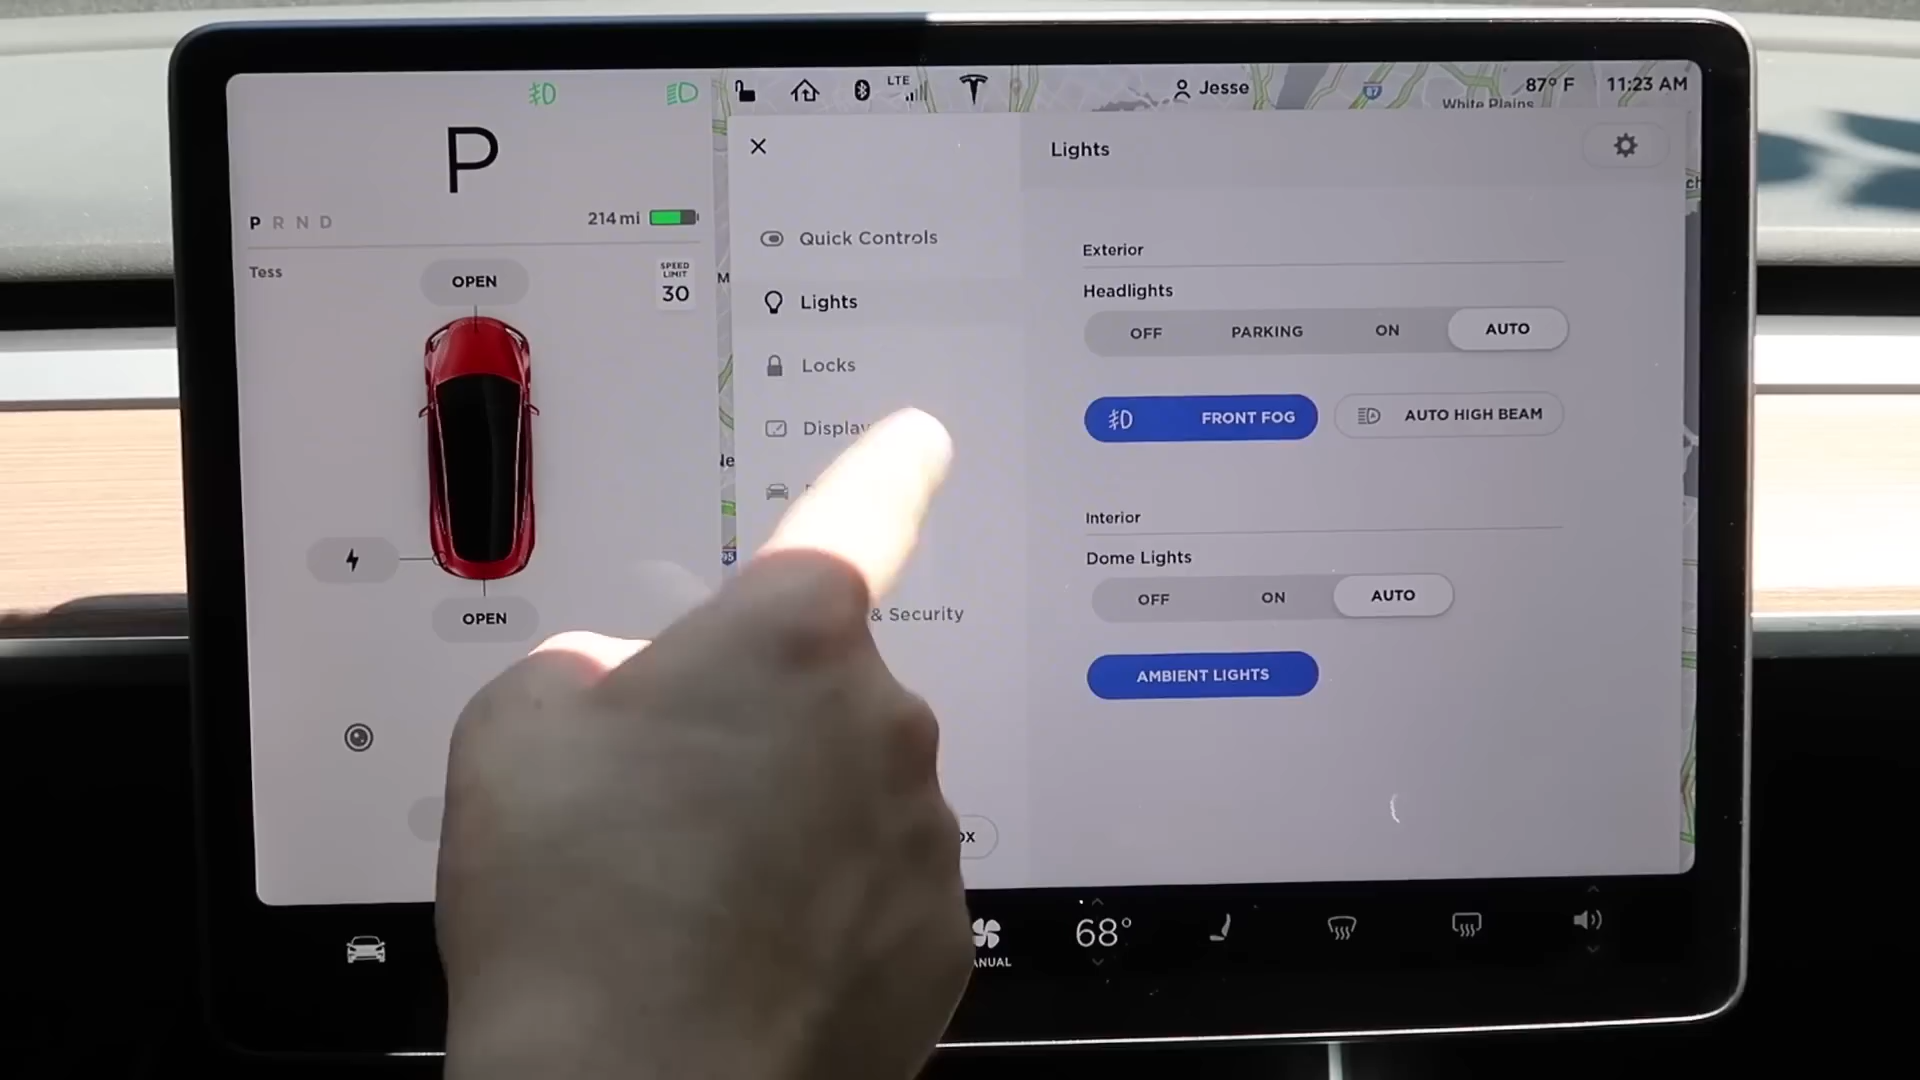 LTE
Jesse
87° F
11:23 AM
White Plains
P
P R N D
214 mi
Tess
SPEED
LIMIT
30
OPEN
OPEN
Quick Controls
Lights
Locks
Display
& Security
Lights
Exterior
Headlights
OFF
PARKING
ON
AUTO
FRONT FOG
AUTO HIGH BEAM
Interior
Dome Lights
OFF
ON
AUTO
AMBIENT LIGHTS
68°